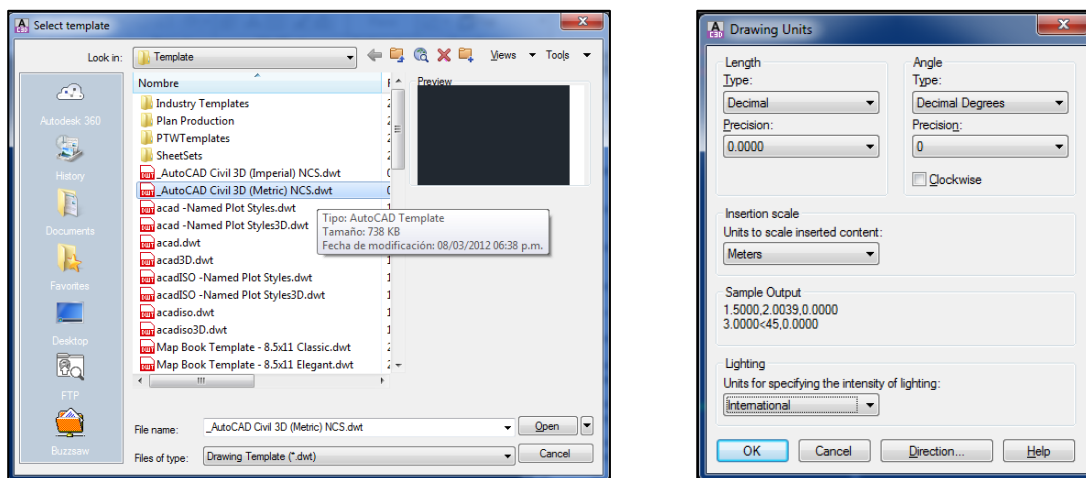 Select template
Look in:
Template
Views
Tools
Autodesk 360
History
Documents
Favorites
Desktop
FTP
Buzzsaw
Nombre
Industry Templates
Plan Production
PTWTemplates
SheetSets
_AutoCAD Civil 3D (Imperial) NCS.dwt
_AutoCAD Civil 3D (Metric) NCS.dwt
acad -Named Plot Styles.dwt
acad -Named Plot Styles3D.dwt
acad.dwt
acad3D.dwt
acadISO -Named Plot Styles.dwt
acadISO -Named Plot Styles3D.dwt
acadiso.dwt
acadiso3D.dwt
Map Book Template - 8.5x11 Classic.dwt
Map Book Template - 8.5x11 Elegant.dwt
Preview
Tipo: AutoCAD Template
Tamaño: 738 KB
Fecha de modificación: 08/03/2012 06:38 p.m.
File name:
_AutoCAD Civil 3D (Metric) NCS.dwt
Open
Files of type:
Drawing Template (*.dwt)
Cancel
Drawing Units
Length
Type:
Decimal
Precision:
0.0000
Angle
Type:
Decimal Degrees
Precision:
0
Clockwise
Insertion scale
Units to scale inserted content:
Meters
Sample Output
1.5000,2.0039,0.0000
3.0000<45,0.0000
Lighting
Units for specifying the intensity of lighting:
International
OK
Cancel
Direction...
Help